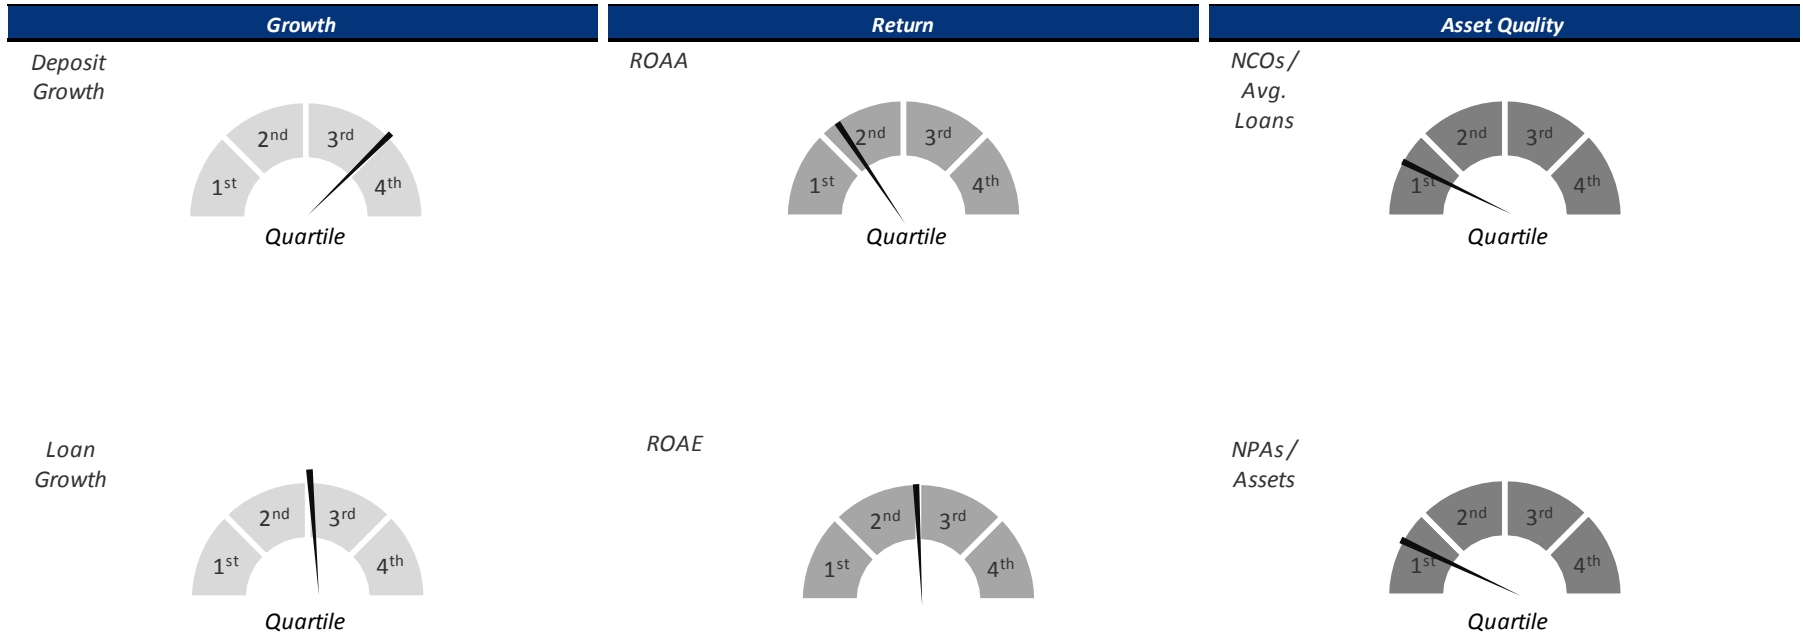 Growth
Return
Asset Quality
Deposit
Growth
ROAA
NCOs /
Avg.
Loans
1st
2nd
3rd
4th
Quartile
1st
2nd
3rd
4th
Quartile
1st
2nd
3rd
4th
Quartile
Loan
Growth
ROAE
NPAs /
Assets
1st
2nd
3rd
4th
Quartile
1st
2nd
3rd
4th
1st
2nd
3rd
4th
Quartile